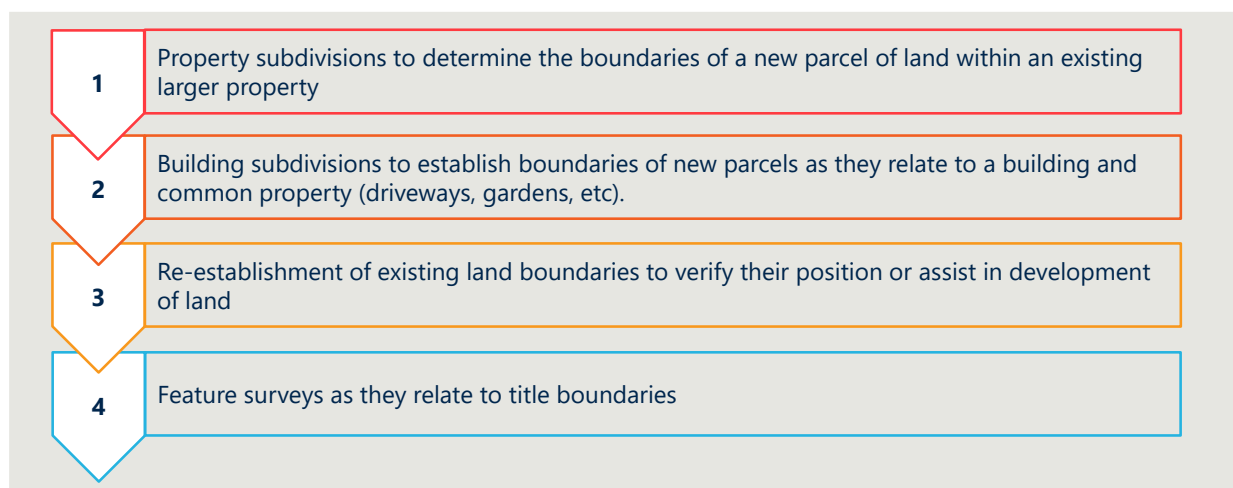 1
Property subdivisions to determine the boundaries of a new parcel of land within an existing
larger property
2
Building subdivisions to establish boundaries of new parcels as they relate to a building and
common property (driveways, gardens, etc).
3
Re-establishment of existing land boundaries to verify their position or assist in development
of land
4
Feature surveys as they relate to title boundaries